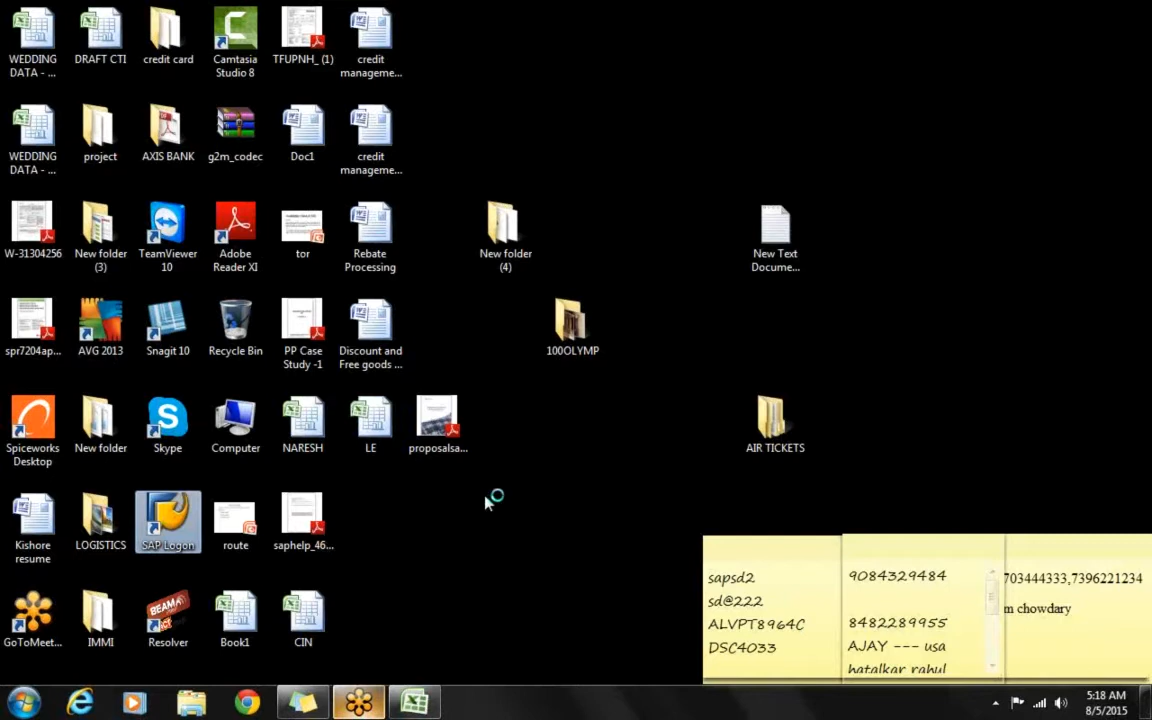 WEDDING DATA - ...
DRAFT CTI
credit card
Camtasia Studio 8
TFUPNH_ (1)
credit manageme...
WEDDING DATA - ...
project
AXIS BANK
g2m_codec
Doc1
credit manageme...
W-31304256
New folder (3)
TeamViewer 10
Adobe Reader XI
tor
Rebate Processing
New folder (4)
New Text Docume...
spr7204ap...
AVG 2013
Snagit 10
Recycle Bin
PP Case Study -1
Discount and Free goods ...
100OLYMP
Spiceworks Desktop
New folder
Skype
Computer
NARESH
LE
proposalsa...
AIR TICKETS
Kishore resume
LOGISTICS
SAP Logon
route
saphelp_46...
GoToMeet...
IMMI
BEAMA
Resolver
Book1
CIN
sapsd2
sd@222
ALVPT8964C
DSC4033
9084329484
8482289955
AJAY --- usa
hatalkar rahul
703444333,7396221234
m chowdary
5:18 AM
8/5/2015